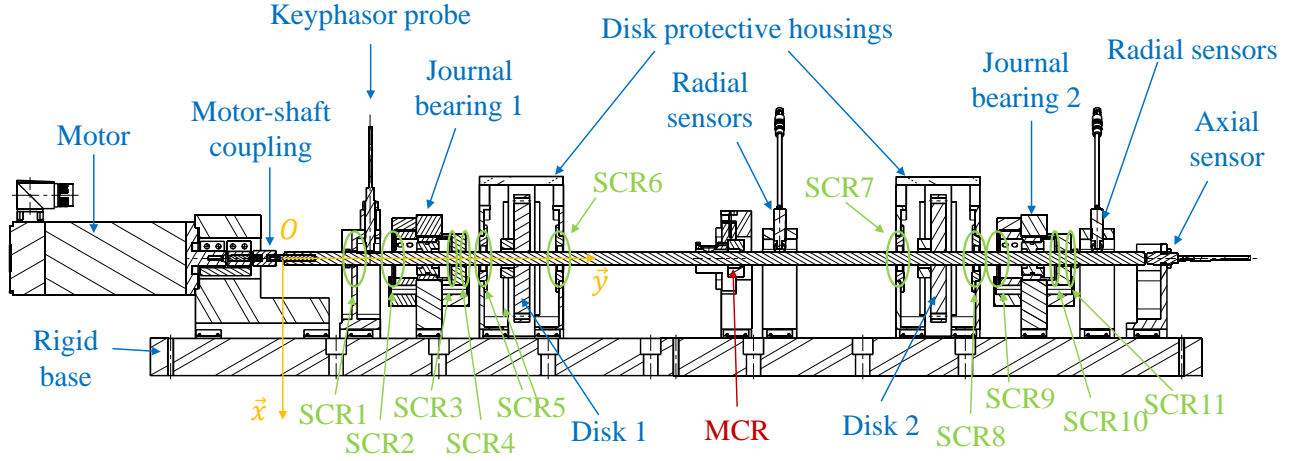 Keyphasor probe
Disk protective housings
Journal
bearing 1
Radial
sensors
Journal
bearing 2
Radial sensors
Motor-shaft
coupling
Motor
Axial
sensor
SCR6
SCR7
O
y
Rigid
base
x
SCR1
SCR2
SCR3
SCR4
SCR5
Disk 1
MCR
Disk 2
SCR8
SCR9
SCR10
SCR11